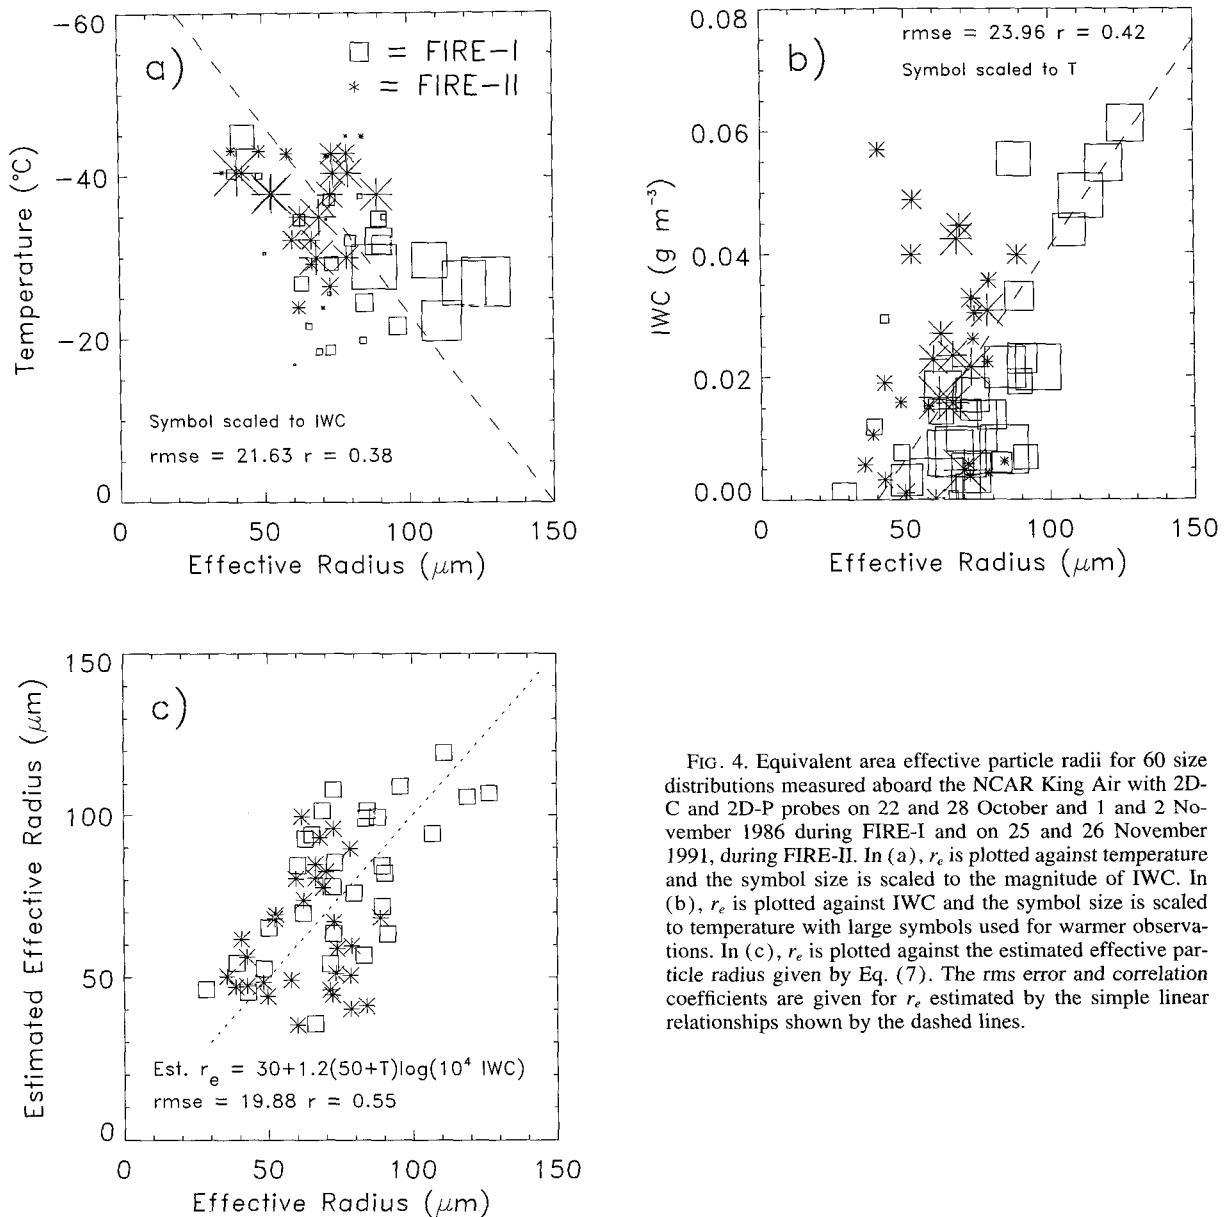 a)
□ = FIRE-I
* = FIRE-II
-60
-40
-20
0
Temperature (°C)
Symbol scaled to IWC
rmse = 21.63 r = 0.38
0 50 100 150
Effective Radius (μm)
b)
rmse = 23.96 r = 0.42
Symbol scaled to T
0.08
0.06
0.04
0.02
0.00
IWC (g m⁻³)
0 50 100 150
Effective Radius (μm)
c)
150
100
50
0
Estimated Effective Radius (μm)
Est. r_e = 30+1.2(50+T)log(10⁴ IWC)
rmse = 19.88 r = 0.55
0 50 100 150
Effective Radius (μm)
FIG. 4. Equivalent area effective particle radii for 60 size
distributions measured aboard the NCAR King Air with 2D-
C and 2D-P probes on 22 and 28 October and 1 and 2 No-
vember 1986 during FIRE-I and on 25 and 26 November
1991, during FIRE-II. In (a), r_e is plotted against temperature
and the symbol size is scaled to the magnitude of IWC. In
(b), r_e is plotted against IWC and the symbol size is scaled
to temperature with large symbols used for warmer observa-
tions. In (c), r_e is plotted against the estimated effective par-
ticle radius given by Eq. (7). The rms error and correlation
coefficients are given for r_e estimated by the simple linear
relationships shown by the dashed lines.